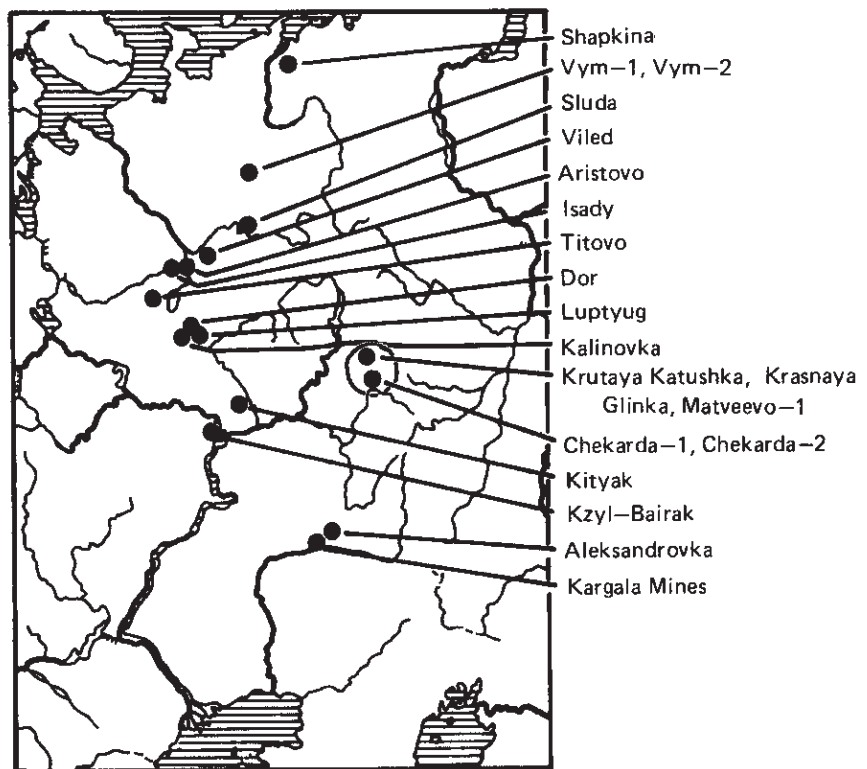 Shapkina
Vym–1, Vym–2
Sluda
Viled
Aristovo
Isady
Titovo
Dor
Luptyug
Kalinovka
Krutaya Katushka, Krasnaya
Glinka, Matveevo–1
Chekarda–1, Chekarda–2
Kityak
Kzyl–Bairak
Aleksandrovka
Kargala Mines